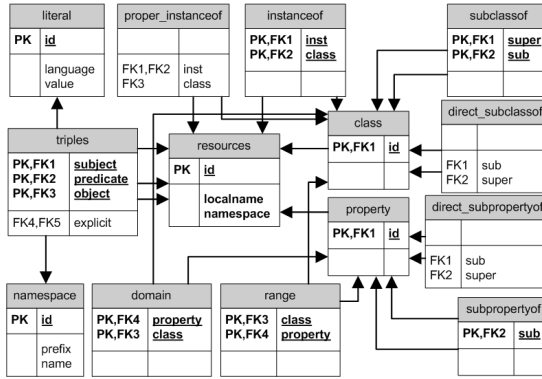 literal
PK id
language
value
proper_instanceof
FK1,FK2 inst
FK3 class
instanceof
PK,FK1 inst
PK,FK2 class
subclassof
PK,FK1 super
PK,FK2 sub
triples
PK,FK1 subject
PK,FK2 predicate
PK,FK3 object
FK4,FK5 explicit
resources
PK id
localname
namespace
class
PK,FK1 id
direct_subclassof
FK1 sub
FK2 super
property
PK,FK1 id
direct_subpropertyof
FK1 sub
FK2 super
namespace
PK id
prefix
name
domain
PK,FK4 property
PK,FK3 class
range
PK,FK3 class
PK,FK4 property
subpropertyof
PK,FK2 sub